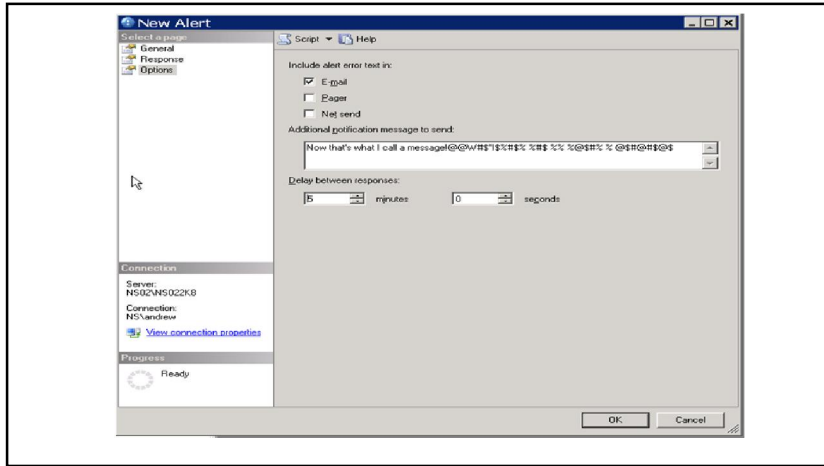 New Alert
Select a page
General
Response
Options
Script Help
Include alert error text in:
E-mail
Pager
Net send
Additional notification message to send:
Now that's what I call a message!@@W#$"!$%#$% %#$ %% %@$#% % @$#@#$@$
Delay between responses:
5 minutes 0 seconds
Connection
Server:
NS02\NS022K8
Connection:
NS\andrew
View connection properties
Progress
Ready
OK Cancel